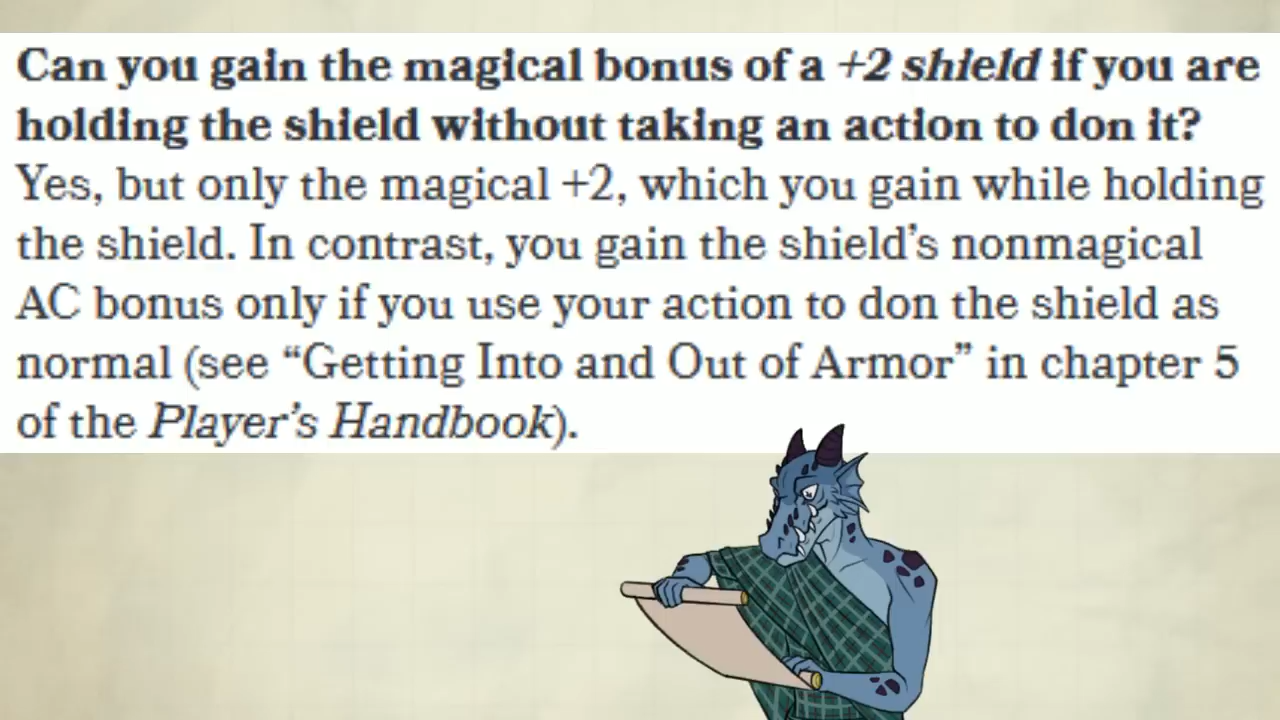 Can you gain the magical bonus of a +2 shield if you are
holding the shield without taking an action to don it?
Yes, but only the magical +2, which you gain while holding
the shield. In contrast, you gain the shield’s nonmagical
AC bonus only if you use your action to don the shield as
normal (see “Getting Into and Out of Armor” in chapter 5
of the Player’s Handbook).